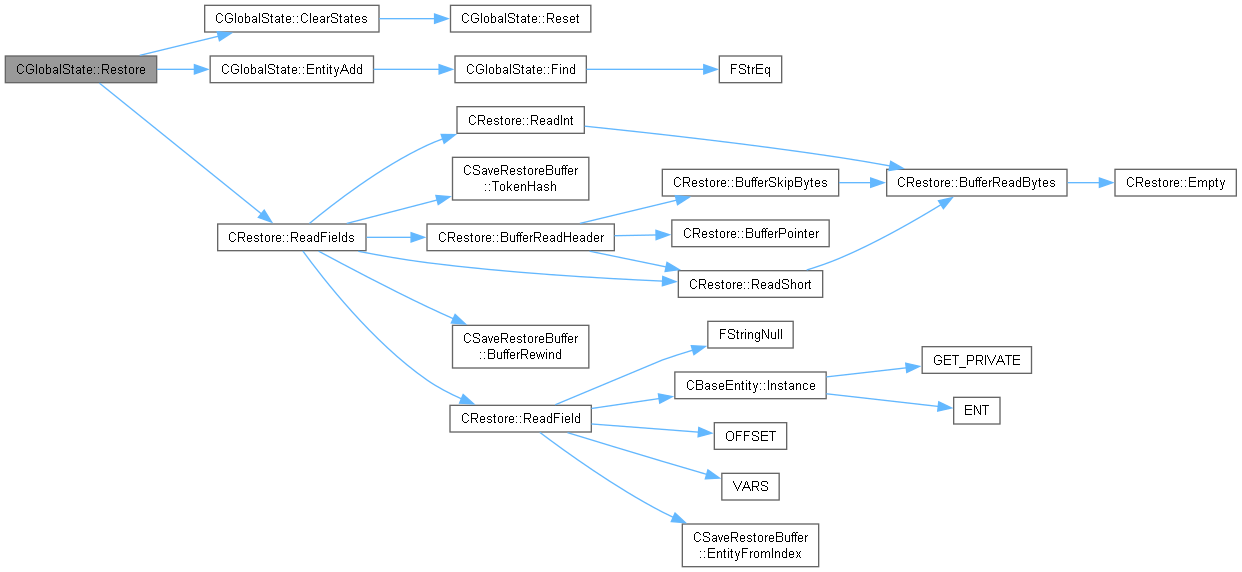 CGlobalState::ClearStates
CGlobalState::Reset
CGlobalState::Restore
CGlobalState::EntityAdd
CGlobalState::Find
FStrEq
CRestore::ReadInt
CSaveRestoreBuffer
::TokenHash
CRestore::BufferSkipBytes
CRestore::BufferReadBytes
CRestore::Empty
CRestore::ReadFields
CRestore::BufferReadHeader
CRestore::BufferPointer
CRestore::ReadShort
CSaveRestoreBuffer
::BufferRewind
FStringNull
GET_PRIVATE
CBaseEntity::Instance
ENT
CRestore::ReadField
OFFSET
VARS
CSaveRestoreBuffer
::EntityFromIndex